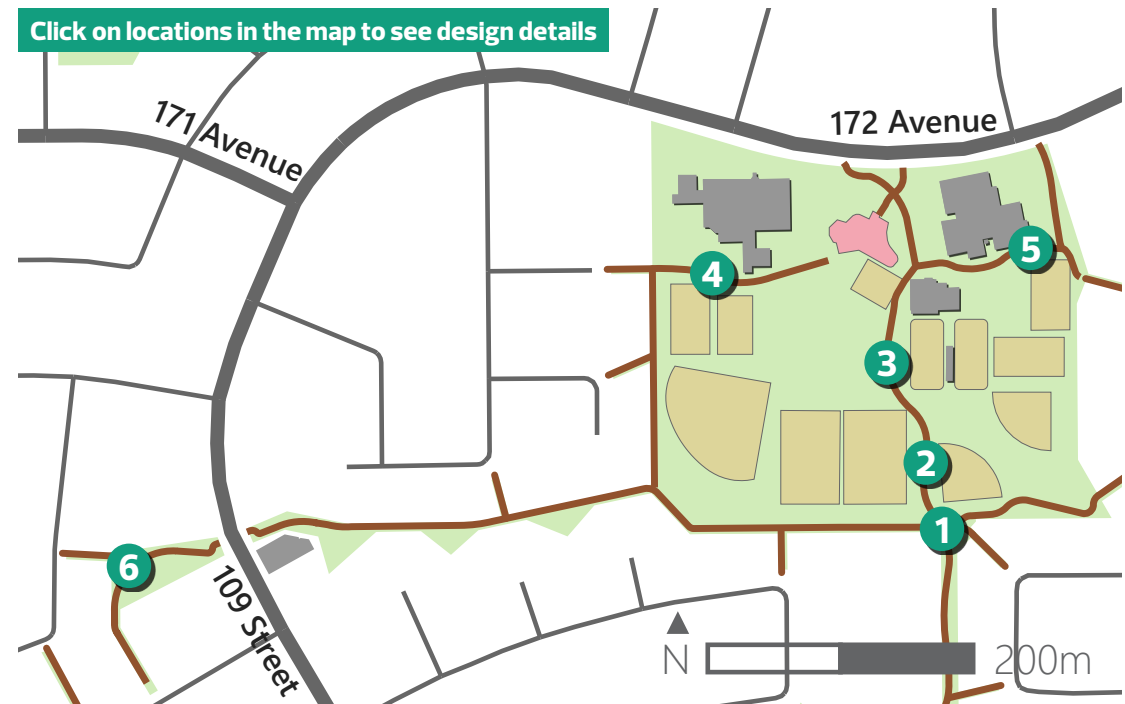 Click on locations in the map to see design details
171 Avenue
172 Avenue
5
4
3
2
1
6
109 Street
N
200m